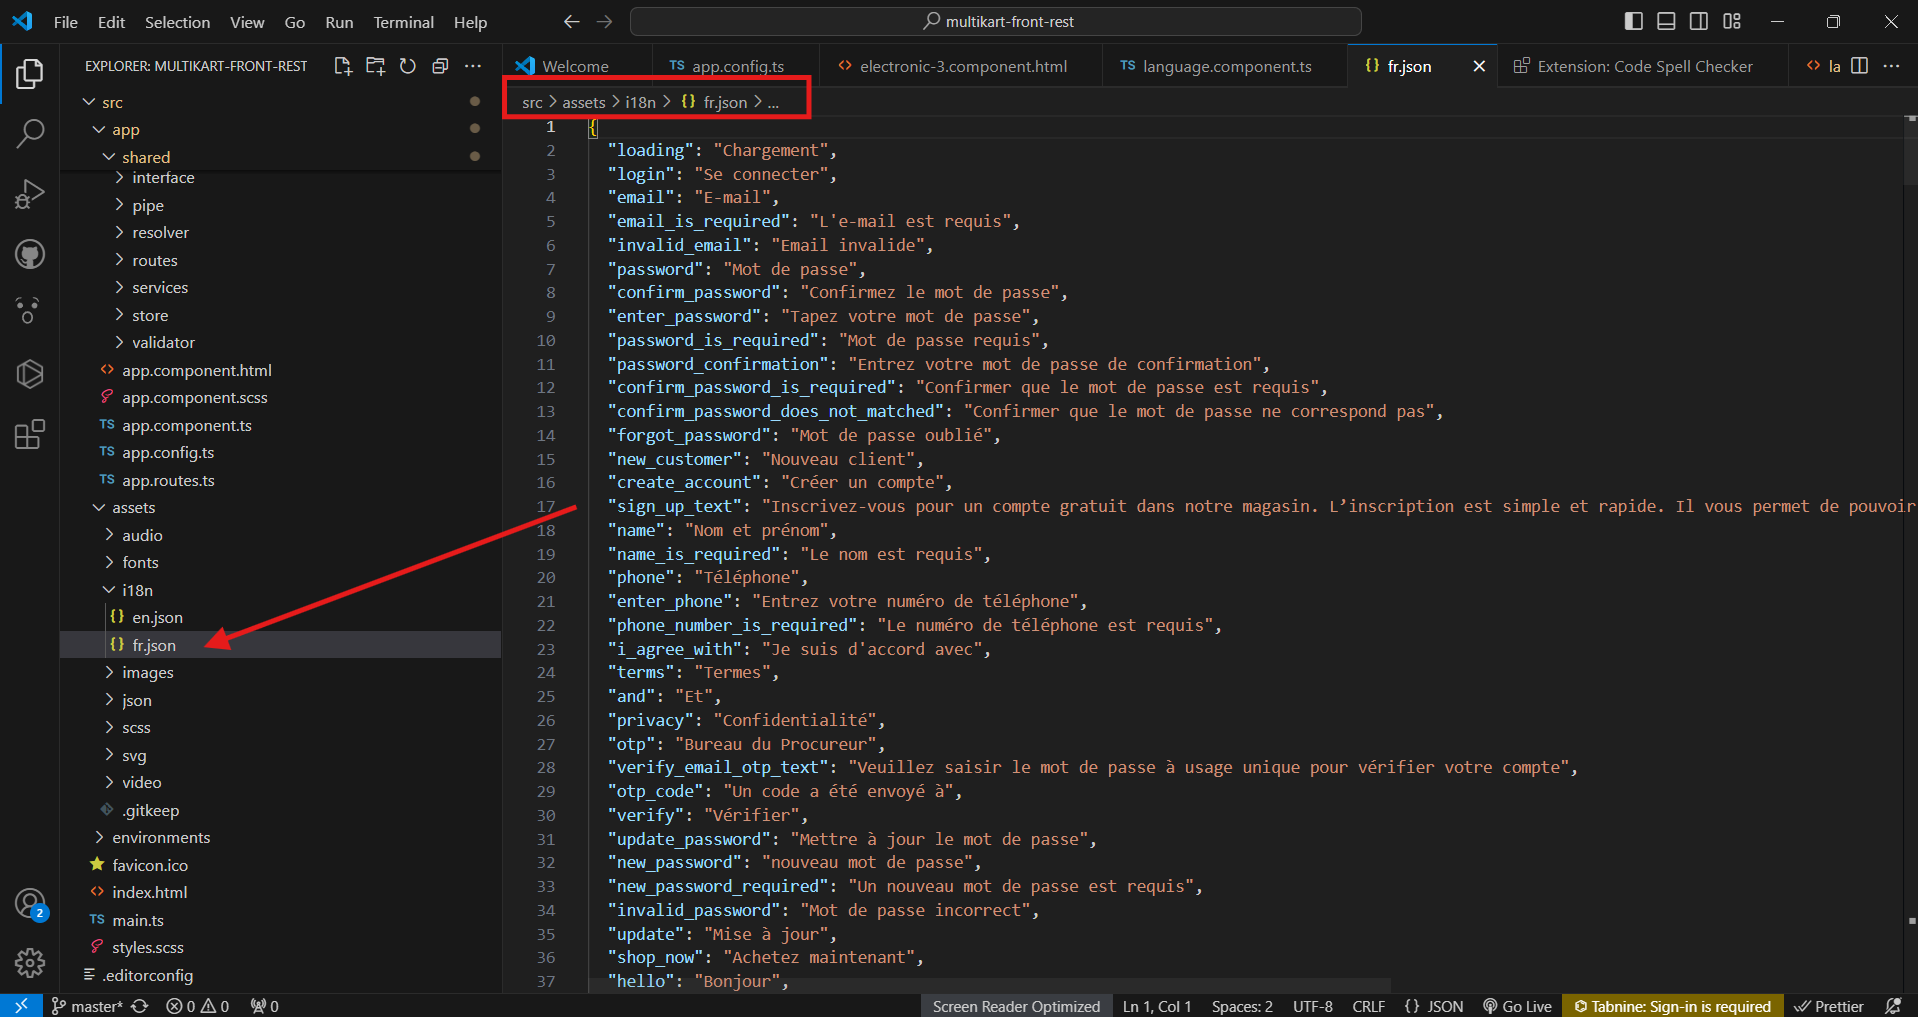 File Edit Selection View Go Run Terminal Help
multikart-front-rest
EXPLORER: MULTIKART-FRONT-REST
src
app
shared
interface
pipe
resolver
routes
services
store
validator
app.component.html
app.component.scss
TS app.component.ts
TS app.config.ts
TS app.routes.ts
assets
audio
fonts
i18n
{} en.json
{} fr.json
images
json
scss
svg
video
.gitkeep
environments
favicon.ico
index.html
TS main.ts
styles.scss
.editorconfig
2
Welcome
TS app.config.ts
electronic-3.component.html
TS language.component.ts
{} fr.json
Extension: Code Spell Checker
la
src > assets > i18n > {} fr.json > ...
1 {
2 "loading": "Chargement",
3 "login": "Se connecter",
4 "email": "E-mail",
5 "email_is_required": "L'e-mail est requis",
6 "invalid_email": "Email invalide",
7 "password": "Mot de passe",
8 "confirm_password": "Confirmez le mot de passe",
9 "enter_password": "Tapez votre mot de passe",
10 "password_is_required": "Mot de passe requis",
11 "password_confirmation": "Entrez votre mot de passe de confirmation",
12 "confirm_password_is_required": "Confirmer que le mot de passe est requis",
13 "confirm_password_does_not_matched": "Confirmer que le mot de passe ne correspond pas",
14 "forgot_password": "Mot de passe oublié",
15 "new_customer": "Nouveau client",
16 "create_account": "Créer un compte",
17 "sign_up_text": "Inscrivez-vous pour un compte gratuit dans notre magasin. L’inscription est simple et rapide. Il vous permet de pouvoir
18 "name": "Nom et prénom",
19 "name_is_required": "Le nom est requis",
20 "phone": "Téléphone",
21 "enter_phone": "Entrez votre numéro de téléphone",
22 "phone_number_is_required": "Le numéro de téléphone est requis",
23 "i_agree_with": "Je suis d'accord avec",
24 "terms": "Termes",
25 "and": "Et",
26 "privacy": "Confidentialité",
27 "otp": "Bureau du Procureur",
28 "verify_email_otp_text": "Veuillez saisir le mot de passe à usage unique pour vérifier votre compte",
29 "otp_code": "Un code a été envoyé à",
30 "verify": "Vérifier",
31 "update_password": "Mettre à jour le mot de passe",
32 "new_password": "nouveau mot de passe",
33 "new_password_required": "Un nouveau mot de passe est requis",
34 "invalid_password": "Mot de passe incorrect",
35 "update": "Mise à jour",
36 "shop_now": "Achetez maintenant",
37 "hello": "Bonjour",
master* 0 0 0 Screen Reader Optimized Ln 1, Col 1 Spaces: 2 UTF-8 CRLF {} JSON Go Live Tabnine: Sign-in is required Prettier